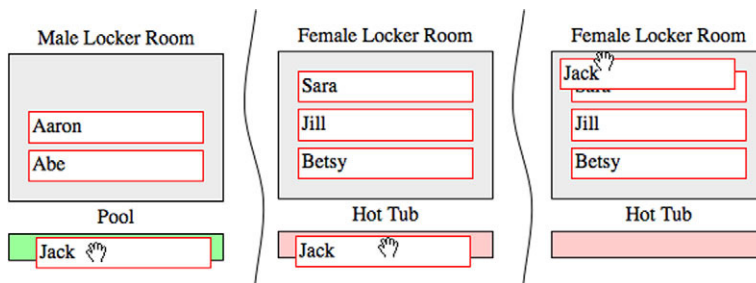 Male Locker Room
Aaron
Abe
Pool
Jack
Female Locker Room
Sara
Jill
Betsy
Hot Tub
Jack
Female Locker Room
Jack
Sara
Jill
Betsy
Hot Tub